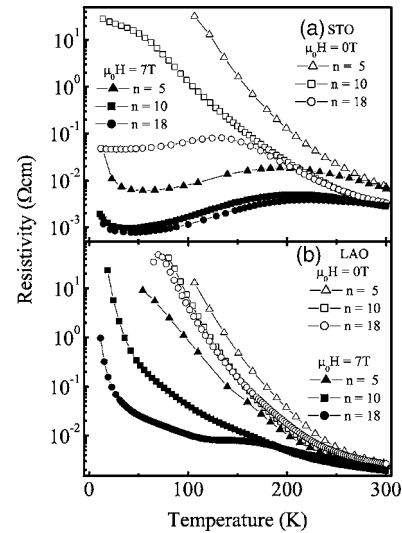 (a) STO
μ₀H = 0T
n = 5
n = 10
n = 18
μ₀H = 7T
n = 5
n = 10
n = 18
10¹
10⁰
10⁻¹
10⁻²
10⁻³
Resistivity (Ωcm)
(b) LAO
μ₀H = 0T
n = 5
n = 10
n = 18
μ₀H = 7T
n = 5
n = 10
n = 18
10¹
10⁰
10⁻¹
10⁻²
0 100 200 300
Temperature (K)